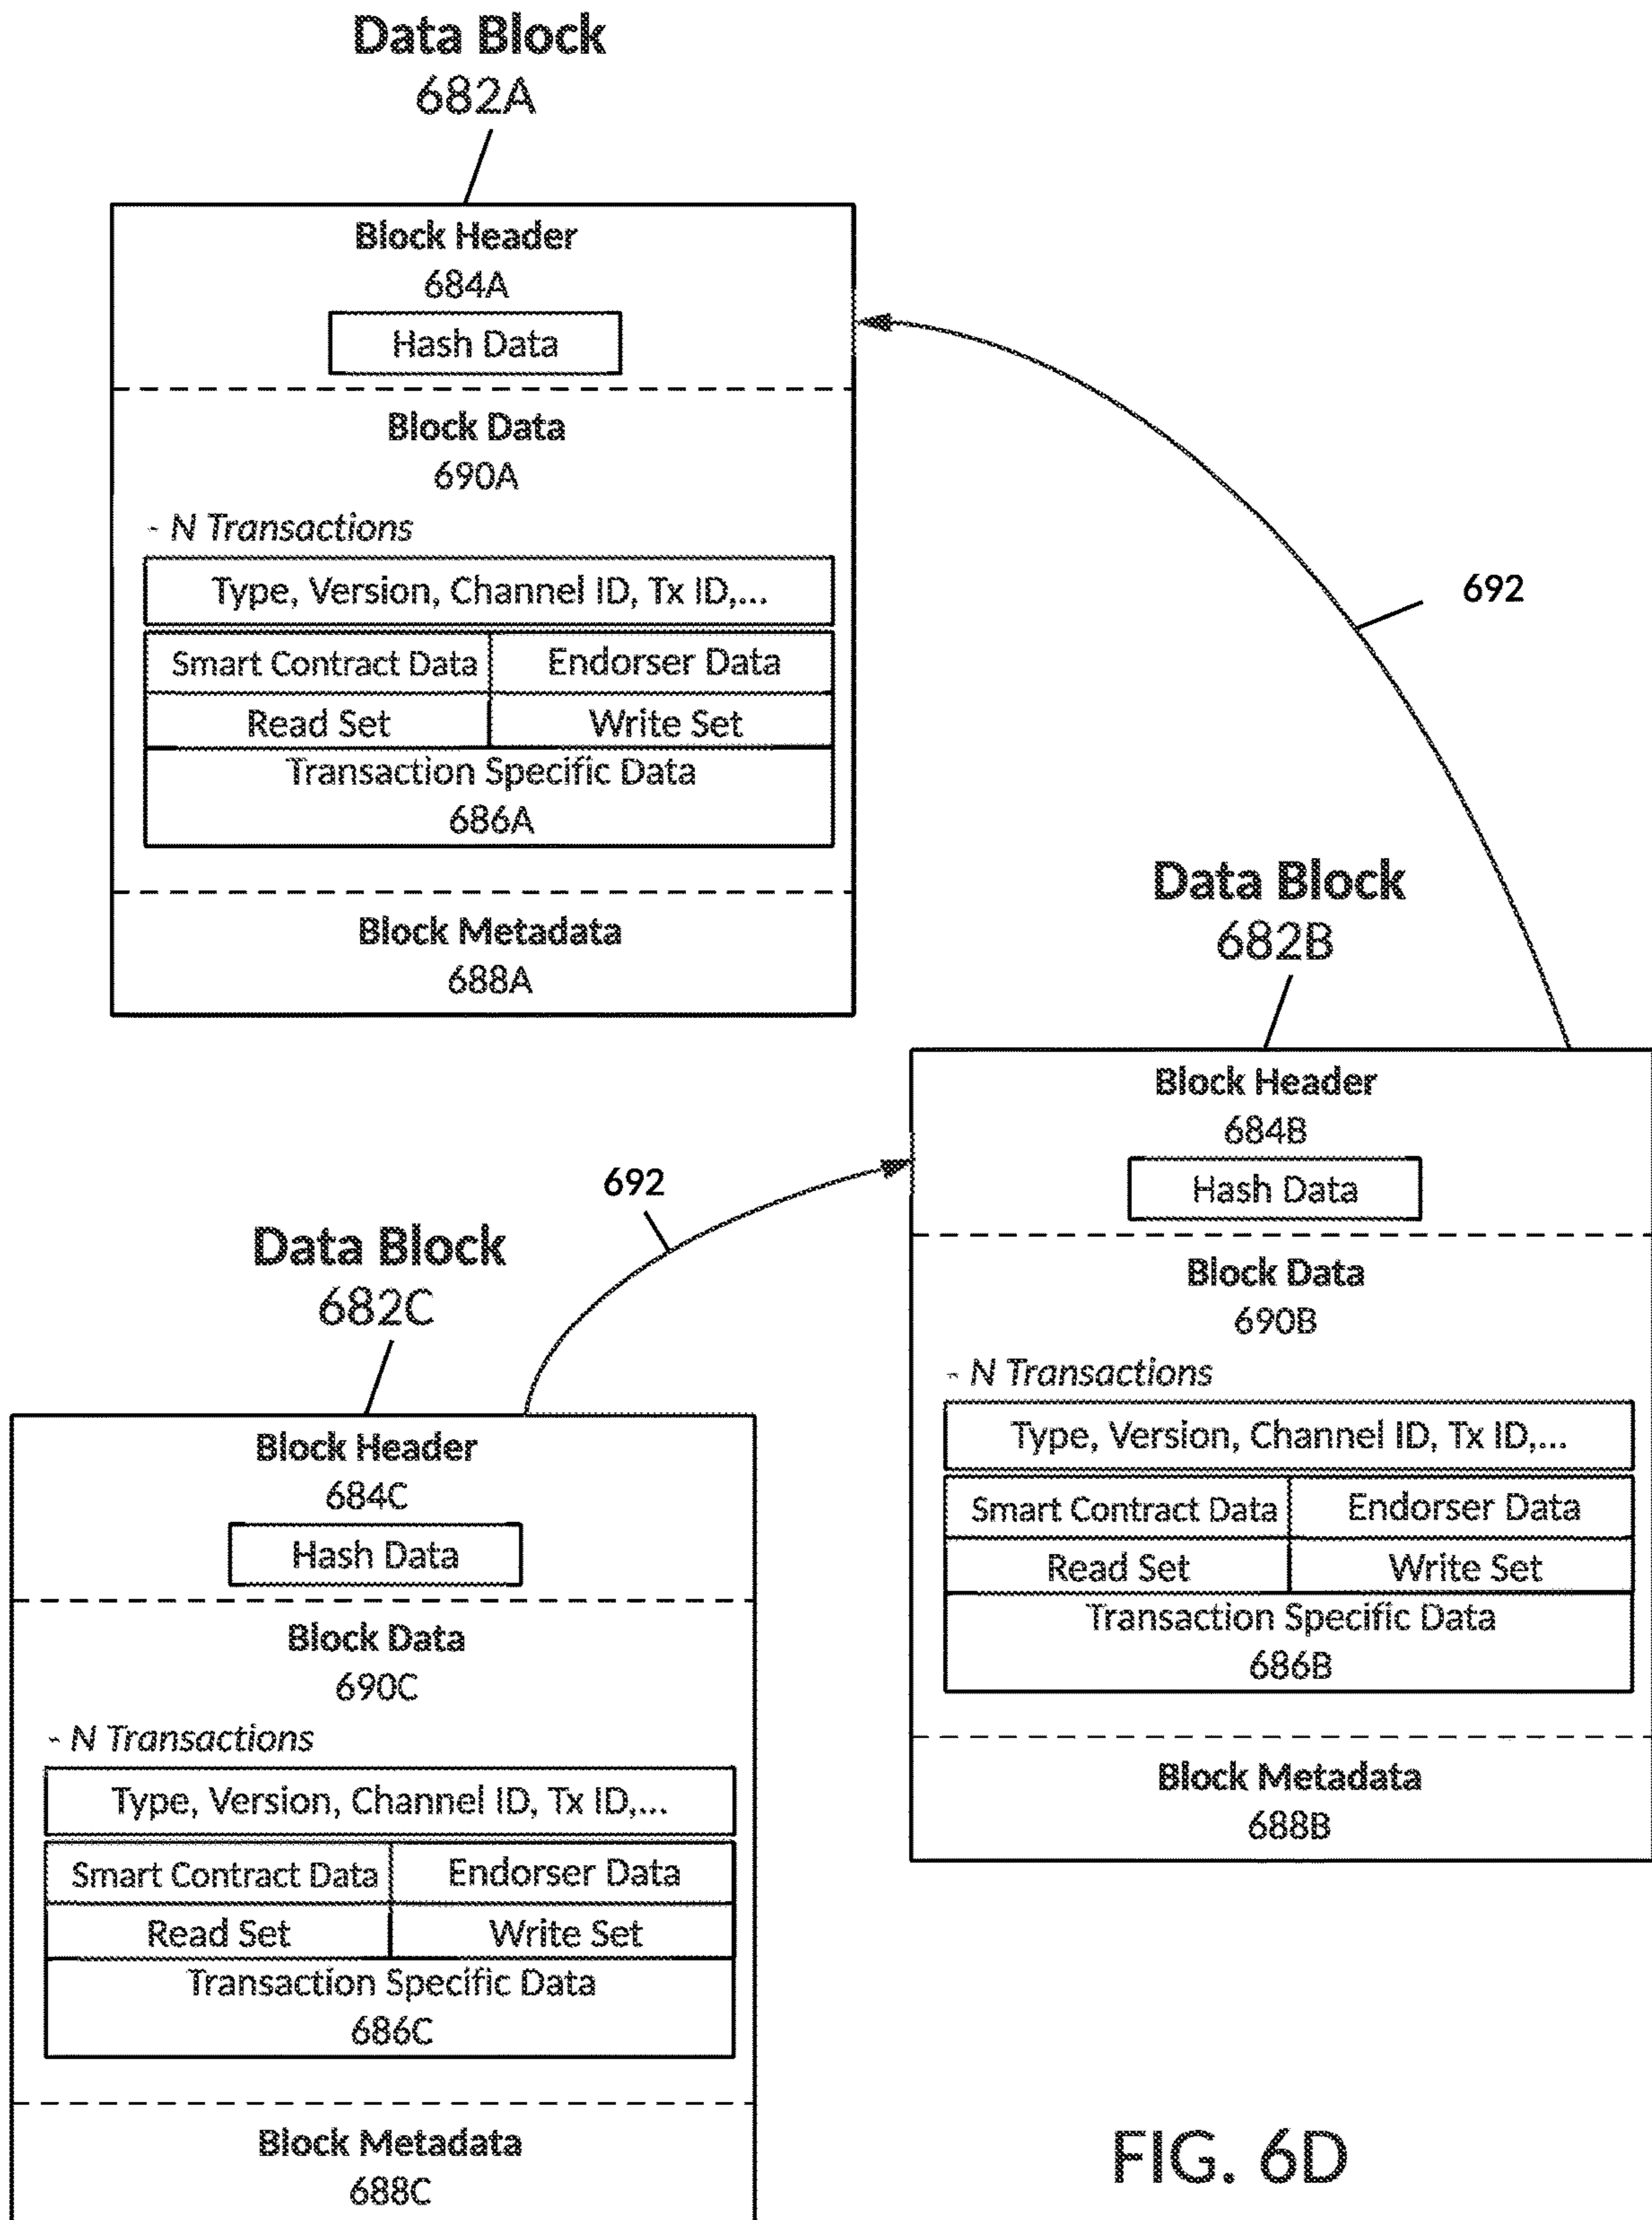 Data Block
682A
Block Header
684A
Hash Data
Block Data
690A
- N Transactions
Type, Version, Channel ID, Tx ID,...
Smart Contract Data Endorser Data
Read Set Write Set
Transaction Specific Data
686A
Block Metadata
688A
692
Data Block
682B
Block Header
684B
Hash Data
Block Data
690B
- N Transactions
Type, Version, Channel ID, Tx ID,...
Smart Contract Data Endorser Data
Read Set Write Set
Transaction Specific Data
686B
Block Metadata
688B
692
Data Block
682C
Block Header
684C
Hash Data
Block Data
690C
- N Transactions
Type, Version, Channel ID, Tx ID,...
Smart Contract Data Endorser Data
Read Set Write Set
Transaction Specific Data
686C
Block Metadata
688C
FIG. 6D